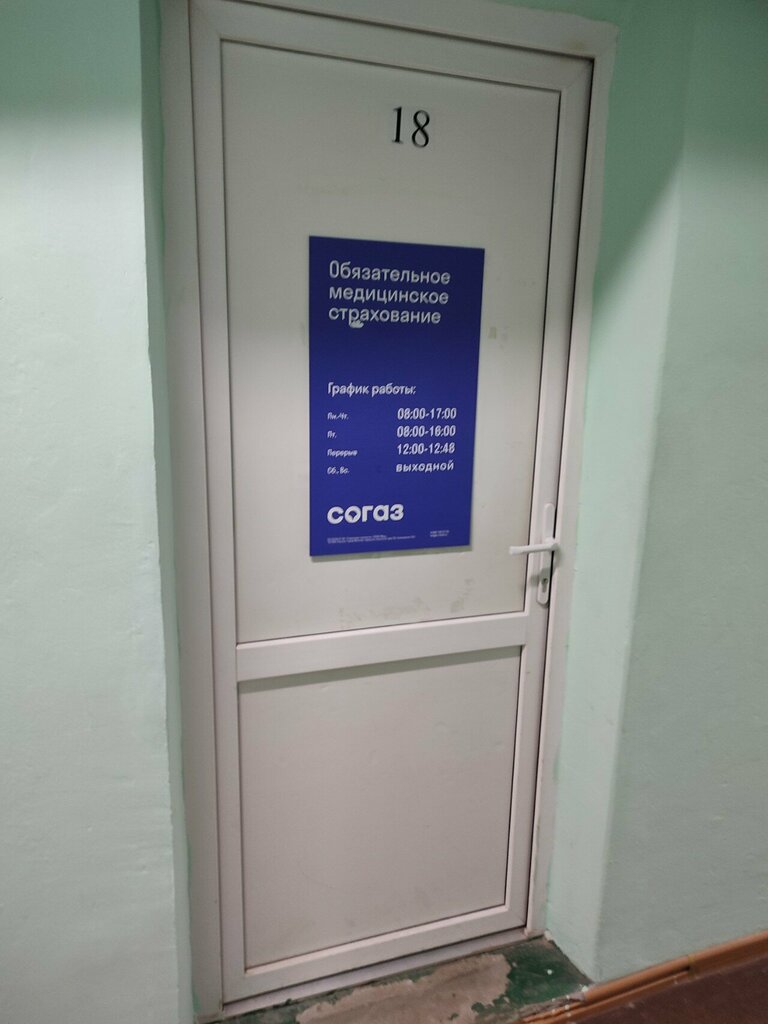 18
Обязательное
медицинское
страхование
График работы:
Пн.-Чт. 08:00-17:00
Пт. 08:00-16:00
Перерыв 12:00-12:48
Сб., Вс. выходной
согаз